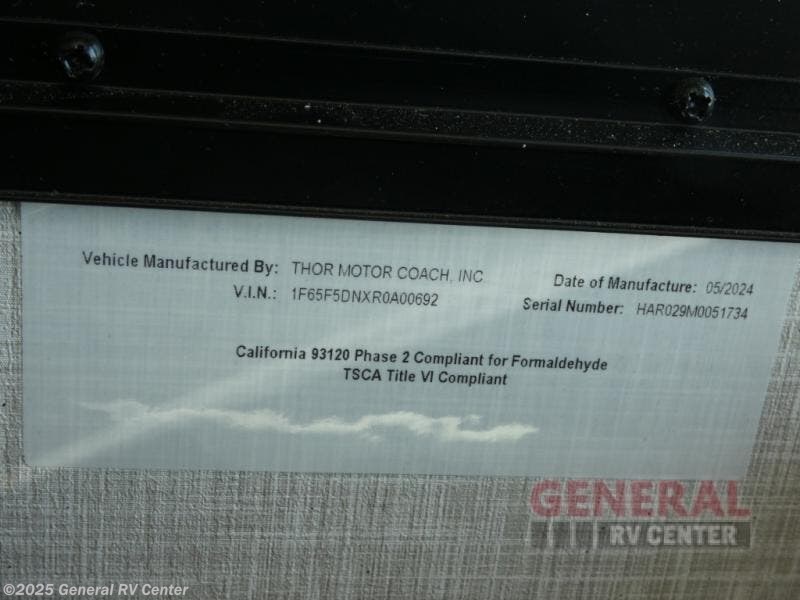 Vehicle Manufactured By: THOR MOTOR COACH, INC
V.I.N.: 1F65F5DNXR0A00692
Date of Manufacture: 05/2024
Serial Number: HAR029M0051734
California 93120 Phase 2 Compliant for Formaldehyde
TSCA Title VI Compliant
GENERAL
RV CENTER
©2025 General RV Center